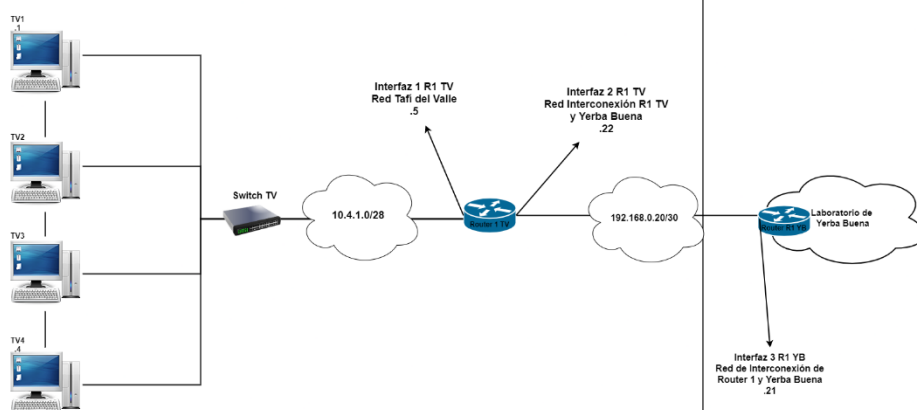 TV1
.1
TV2
TV3
TV4
.4
Switch TV
10.4.1.0/28
Interfaz 1 R1 TV
Red Tafi del Valle
.5
Router 1 TV
Interfaz 2 R1 TV
Red Interconexión R1 TV
y Yerba Buena
.22
192.168.0.20/30
Router R1 YB
Laboratorio de
Yerba Buena
Interfaz 3 R1 YB
Red de Interconexión de
Router 1 y Yerba Buena
.21